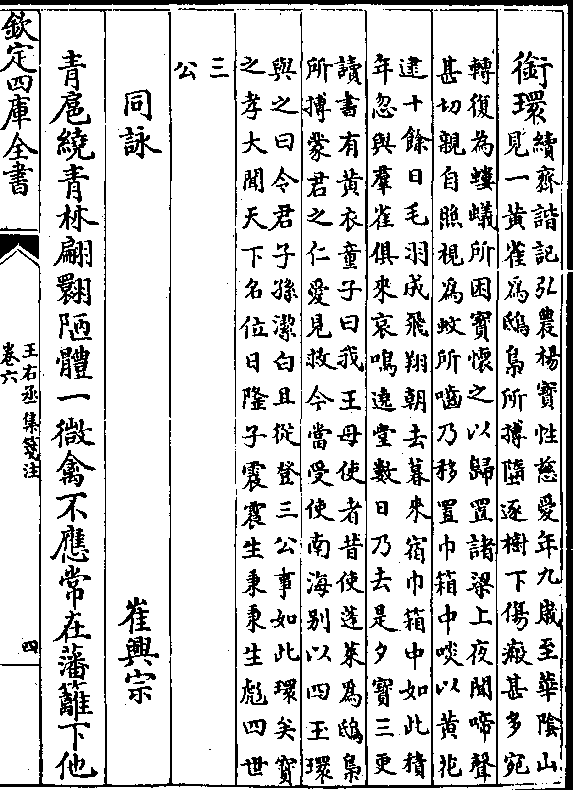 銜環
續齊諧記弘農楊寶性慈愛年九歲至華陰山
見一黃雀為鴟梟所搏墮逐樹下傷瘢甚多宛
轉復為螻蟻所困寶懷之以歸置諸梁上夜聞啼聲
甚切親自照視為蚊所嚙乃移置巾箱中啖以黃花
逮十餘日毛羽成飛翔朝去暮來宿巾箱中如此積
年忽與羣雀俱來哀鳴遶堂數日乃去是夕寶三更
讀書有黃衣童子曰我王母使者昔使蓬萊為鴟梟
所搏蒙君之仁愛見救今當受使南海别以四王環
與之曰令君子孫潔白且從登三公事如此環矣寶
之孝大聞天下名位日隆子震震生秉秉生彪四世
三
公
同詠 崔興宗
青扈繞青林翩翾陋體一微禽不應常在藩籬下他
欽定四庫全書
王右丞集箋注
卷六
四